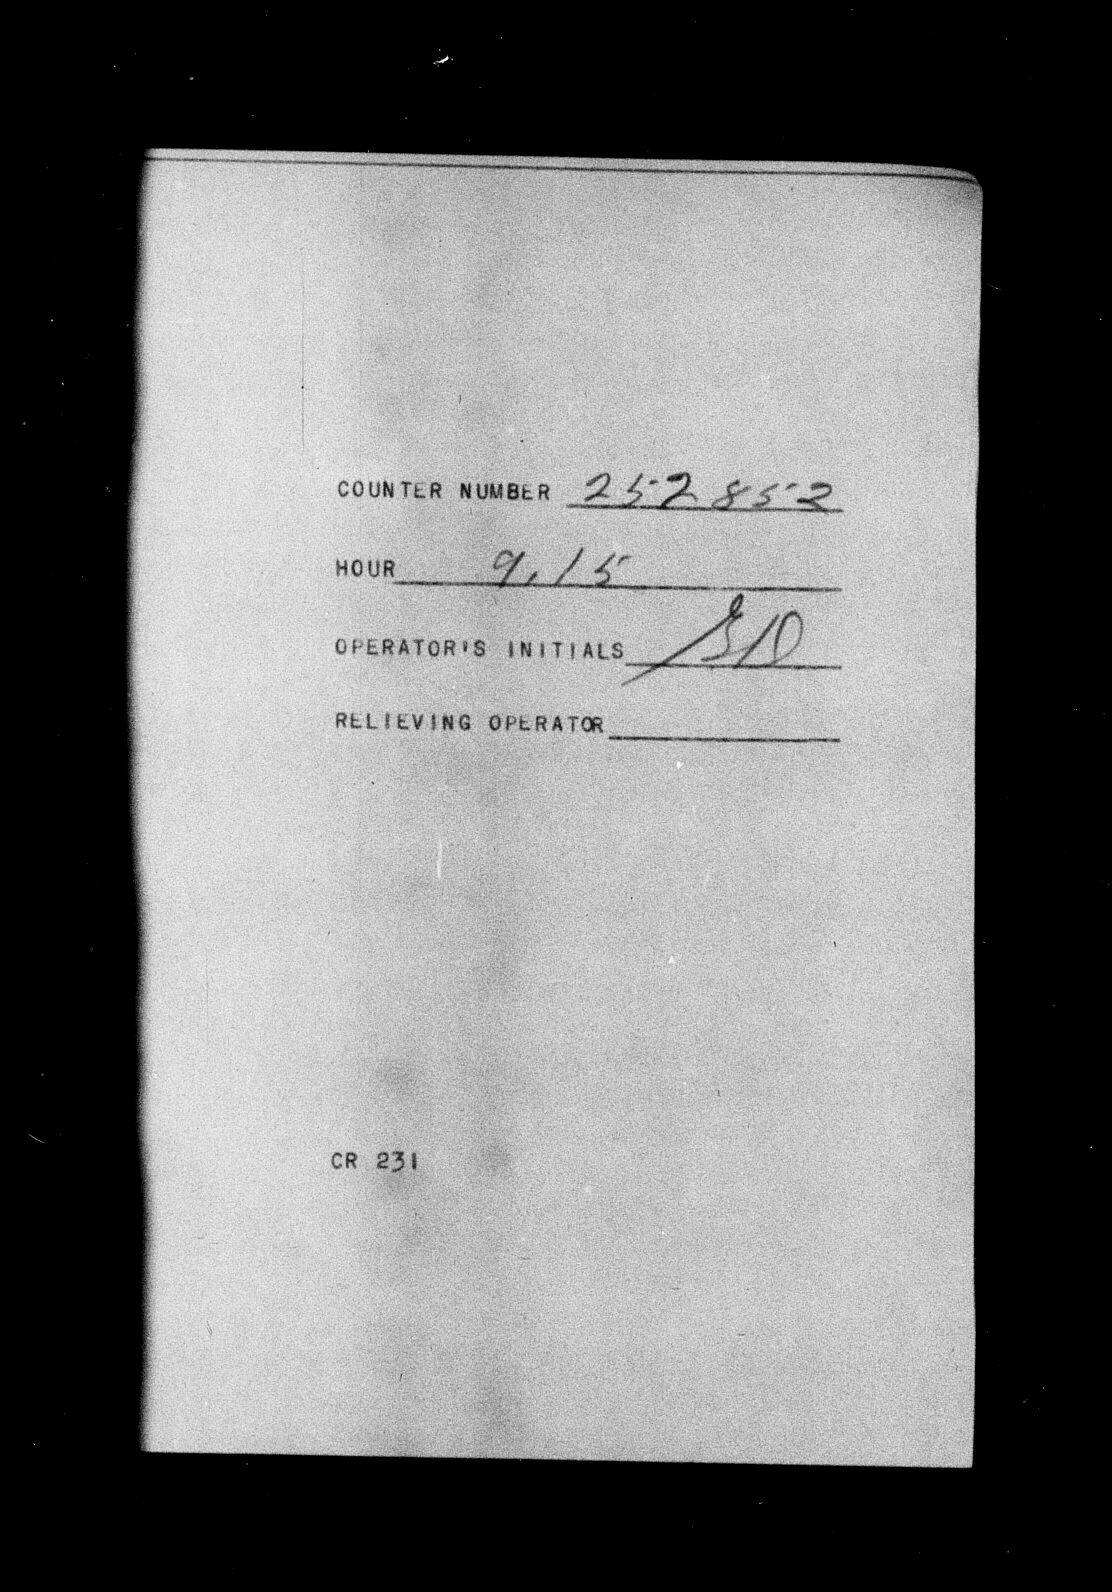 COUNTER NUMBER 252852
HOUR 9.15
OPERATOR'S INITIALS
RELIEVING OPERATOR
CR 231